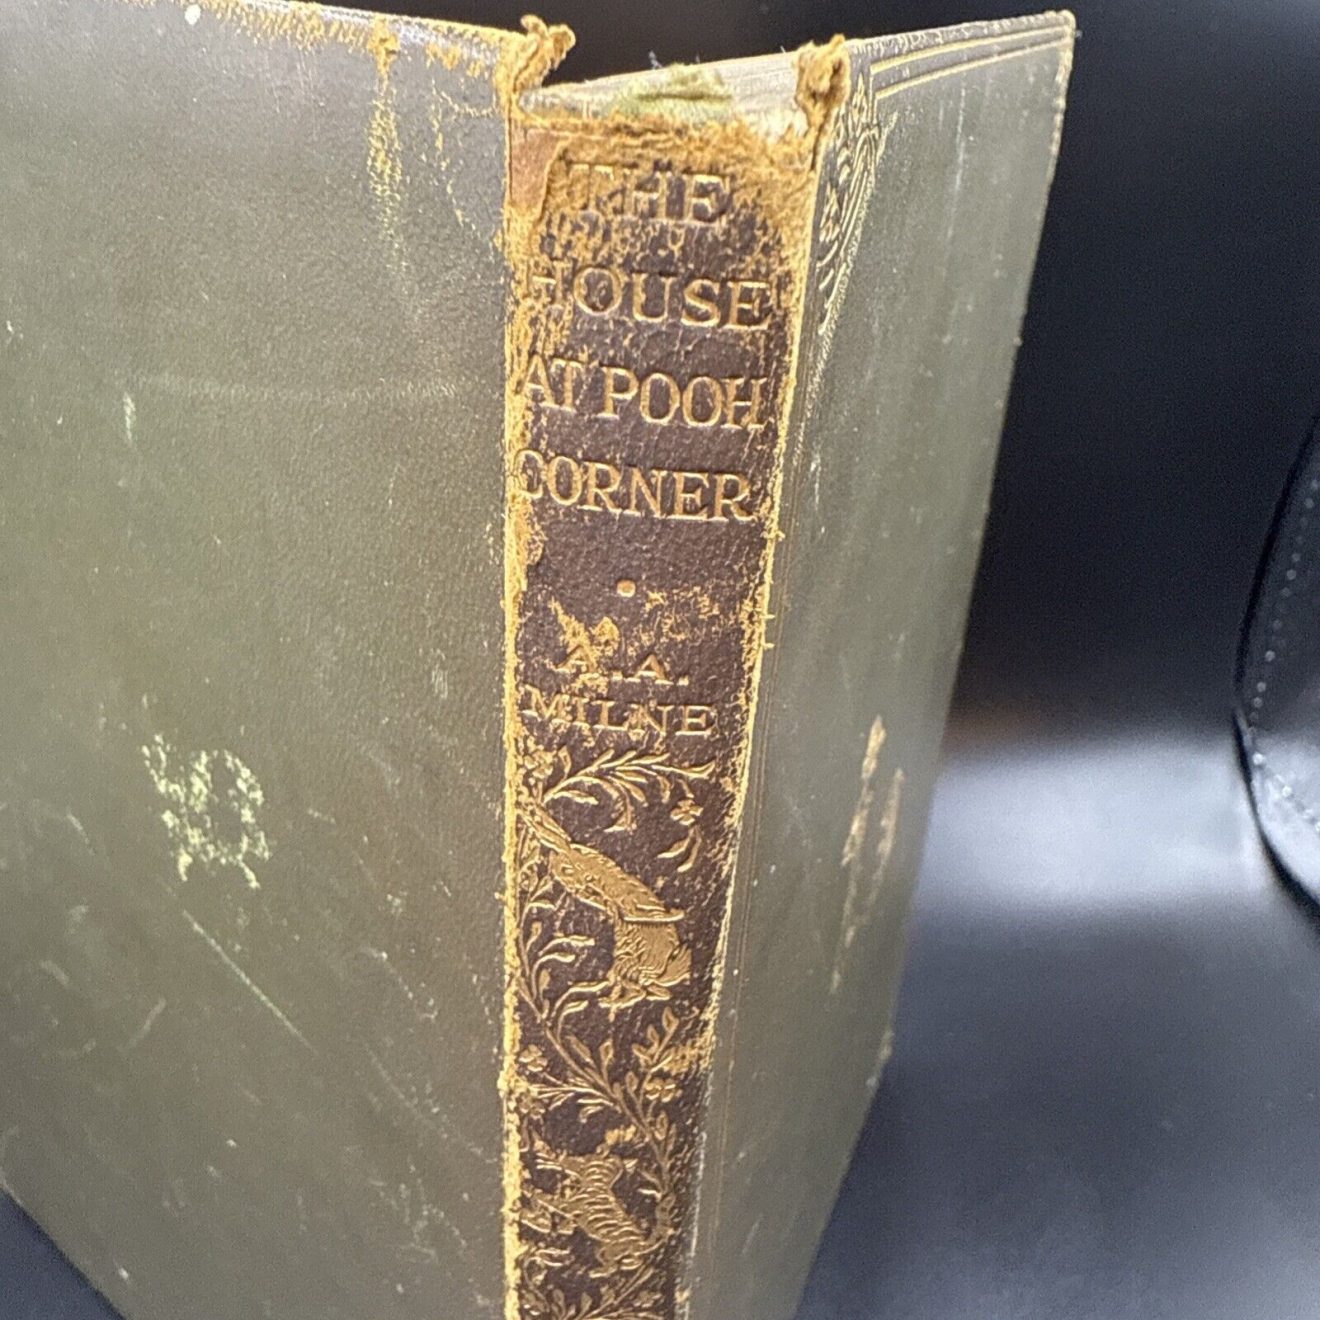 THE
HOUSE
AT POOH
CORNER
•
A.A.
MILNE